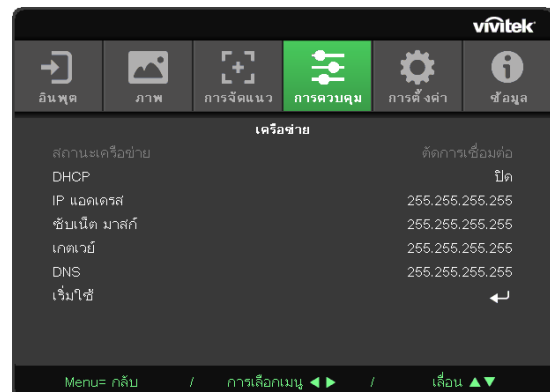 vivitek
อินพุต ภาพ การจัดแนว การควบคุม การตั้งค่า ข้อมูล
เครือข่าย
สถานะเครือข่าย ตัดการเชื่อมต่อ
DHCP ปิด
IP แอดเดรส 255.255.255.255
ซับเน็ต มาสก์ 255.255.255.255
เกตเวย์ 255.255.255.255
DNS 255.255.255.255
เริ่มใช้
Menu= กลับ / การเลือกเมนู ◀ ▶ / เลื่อน ▲▼